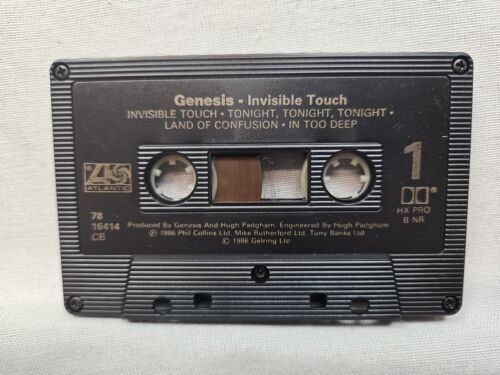 Genesis • Invisible Touch
INVISIBLE TOUCH • TONIGHT, TONIGHT, TONIGHT •
LAND OF CONFUSION • IN TOO DEEP
ATLANTIC
1
HX PRO
B NR
78
16414
CB
Produced by Genesis And Hugh Padgham. Engineered By Hugh Padgham
℗ 1986 Phil Collins Ltd. Mike Rutherford Ltd. Tony Banks Ltd.
© 1986 Gelring Ltd